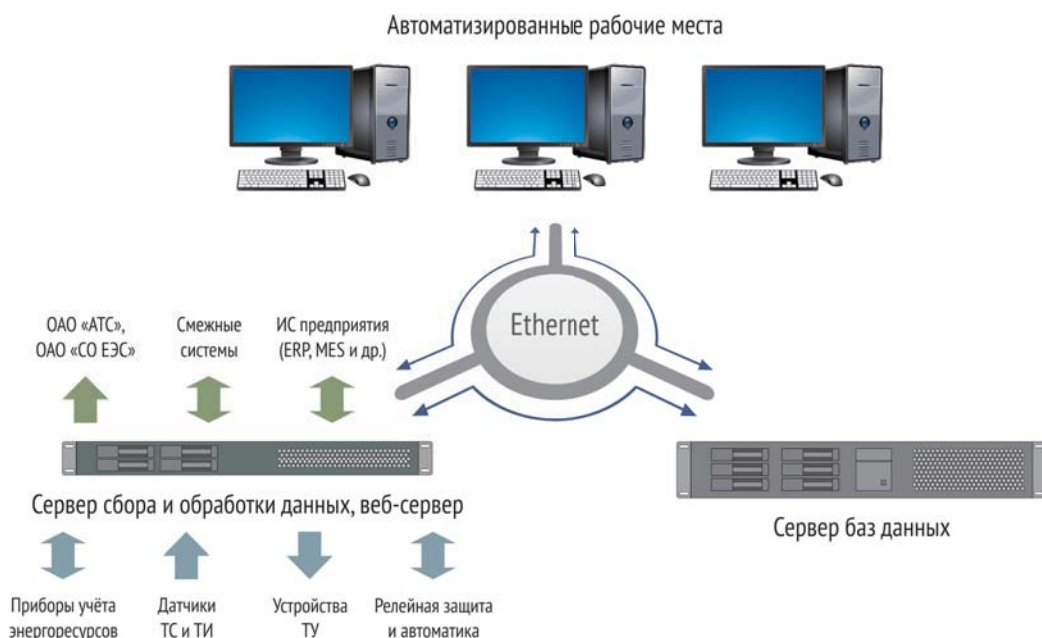 Автоматизированные рабочие места
Ethernet
ОАО «АТС»,
ОАО «СО ЕЭС»
Смежные
системы
ИС предприятия
(ERP, MES и др.)
Сервер сбора и обработки данных, веб-сервер
Сервер баз данных
Приборы учёта
энергоресурсов
Датчики
ТС и ТИ
Устройства
ТУ
Релейная защита
и автоматика